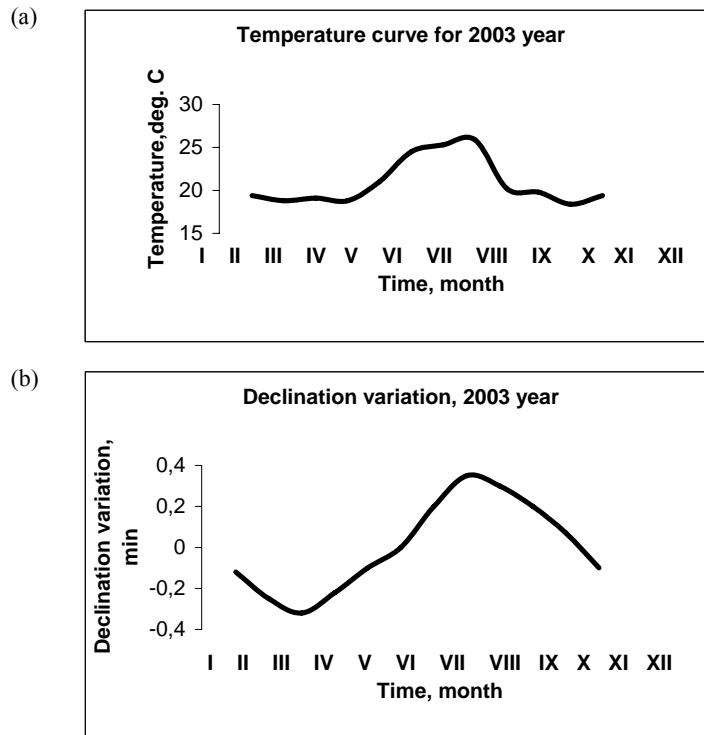 (a)
Temperature curve for 2003 year
Temperature,deg. C
30
25
20
15
I II III IV V VI VII VIII IX X XI XII
Time, month
(b)
Declination variation, 2003 year
Declination variation,
min
0,4
0,2
0
-0,2
-0,4
I II III IV V VI VII VIII IX X XI XII
Time, month